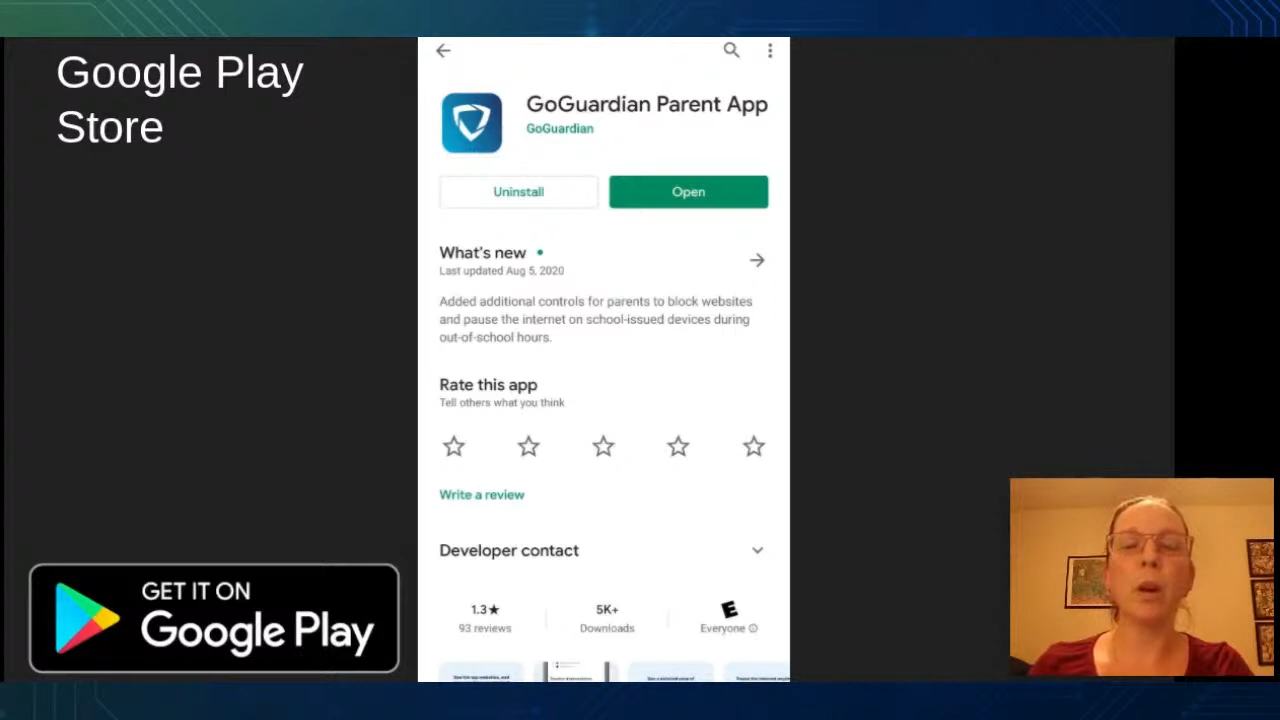 Google Play
Store
GoGuardian Parent App
GoGuardian
Uninstall
Open
What's new
Last updated Aug 5, 2020
Added additional controls for parents to block websites
and pause the internet on school-issued devices during
out-of-school hours.
Rate this app
Tell others what you think
Write a review
Developer contact
1.3★
93 reviews
5K+
Downloads
E
Everyone
GET IT ON
Google Play